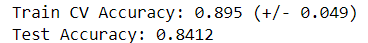 Train CV Accuracy: 0.895 (+/- 0.049)
Test Accuracy: 0.8412